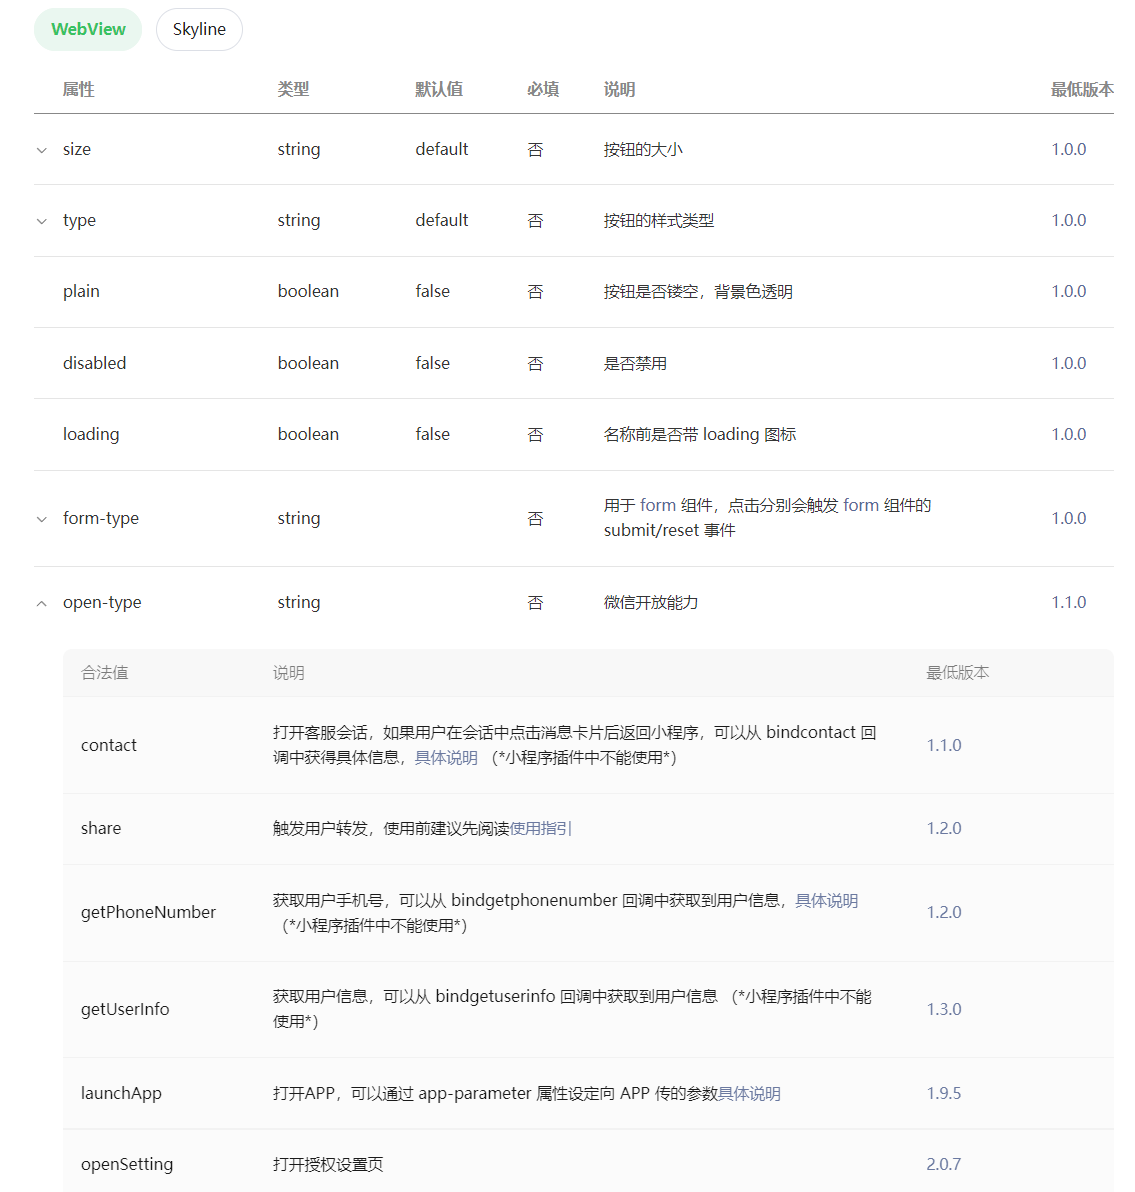 WebView Skyline
属性 类型 默认值 必填 说明 最低版本
size string default 否 按钮的大小 1.0.0
type string default 否 按钮的样式类型 1.0.0
plain boolean false 否 按钮是否镂空，背景色透明 1.0.0
disabled boolean false 否 是否禁用 1.0.0
loading boolean false 否 名称前是否带 loading 图标 1.0.0
form-type string 否 用于 form 组件，点击分别会触发 form 组件的
submit/reset 事件 1.0.0
open-type string 否 微信开放能力 1.1.0
合法值 说明 最低版本
contact 打开客服会话，如果用户在会话中点击消息卡片后返回小程序，可以从 bindcontact 回
调中获得具体信息，具体说明 （*小程序插件中不能使用*） 1.1.0
share 触发用户转发，使用前建议先阅读使用指引 1.2.0
getPhoneNumber 获取用户手机号，可以从 bindgetphonenumber 回调中获取到用户信息，具体说明
（*小程序插件中不能使用*） 1.2.0
getUserInfo 获取用户信息，可以从 bindgetuserinfo 回调中获取到用户信息 （*小程序插件中不能
使用*） 1.3.0
launchApp 打开APP，可以通过 app-parameter 属性设定向 APP 传的参数具体说明 1.9.5
openSetting 打开授权设置页 2.0.7